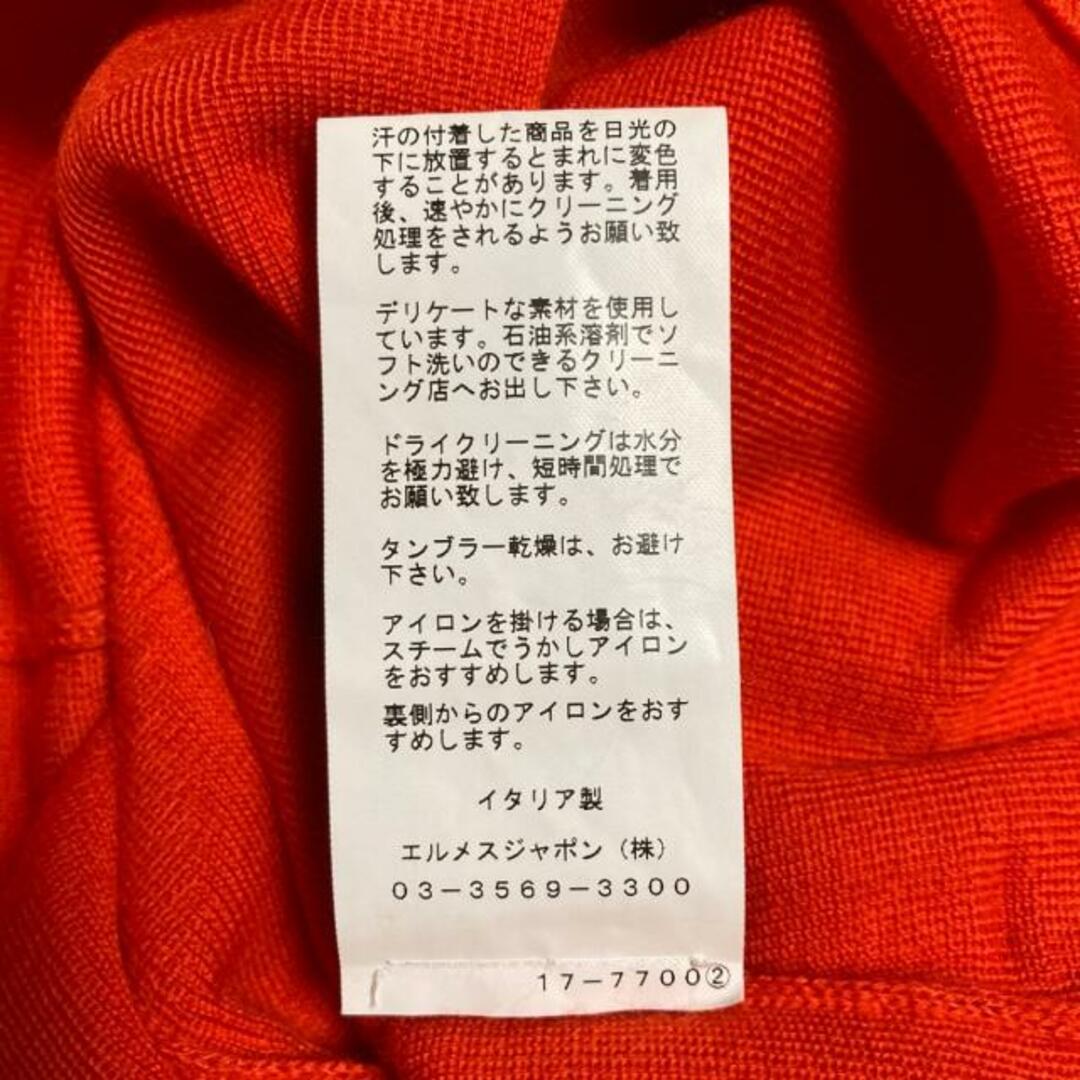 汗の付着した商品を日光の
下に放置するとまれに変色
することがあります。着用
後、速やかにクリーニング
処理をされるようお願い致
します。
デリケートな素材を使用し
ています。石油系溶剤でソ
フト洗いのできるクリーニ
ング店へお出し下さい。
ドライクリーニングは水分
を極力避け、短時間処理で
お願い致します。
タンブラー乾燥は、お避け
下さい。
アイロンを掛ける場合は、
スチームでうかしアイロン
をおすすめします。
裏側からのアイロンをおす
すめします。
イタリア製
エルメスジャポン（株）
０３－３５６９－３３００
１７－７７００②